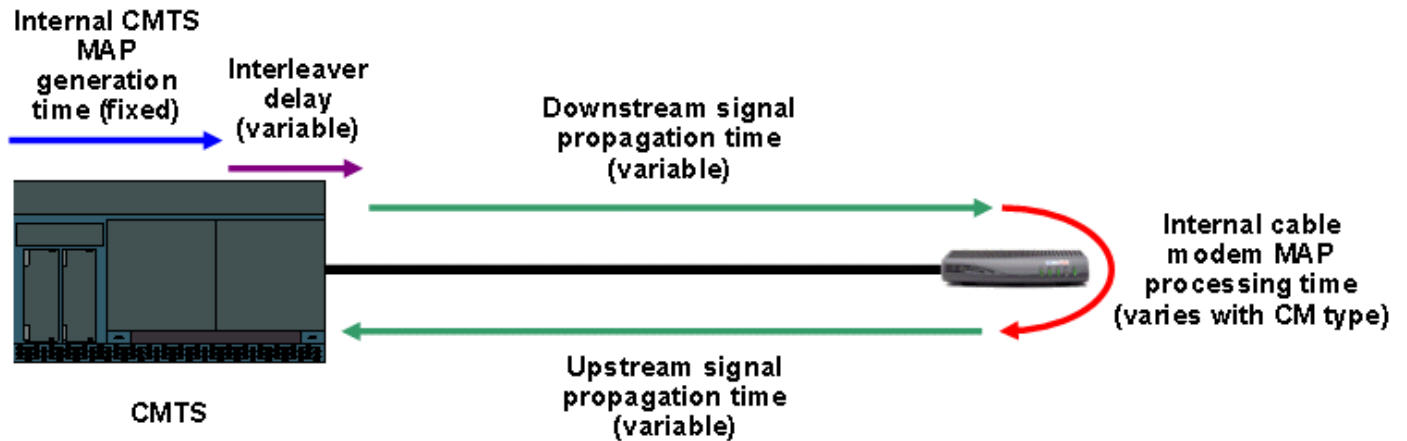 Internal CMTS
MAP
generation
time (fixed)
Interleaver
delay
(variable)
Downstream signal
propagation time
(variable)
Internal cable
modem MAP
processing time
(varies with CM type)
Upstream signal
propagation time
(variable)
CMTS